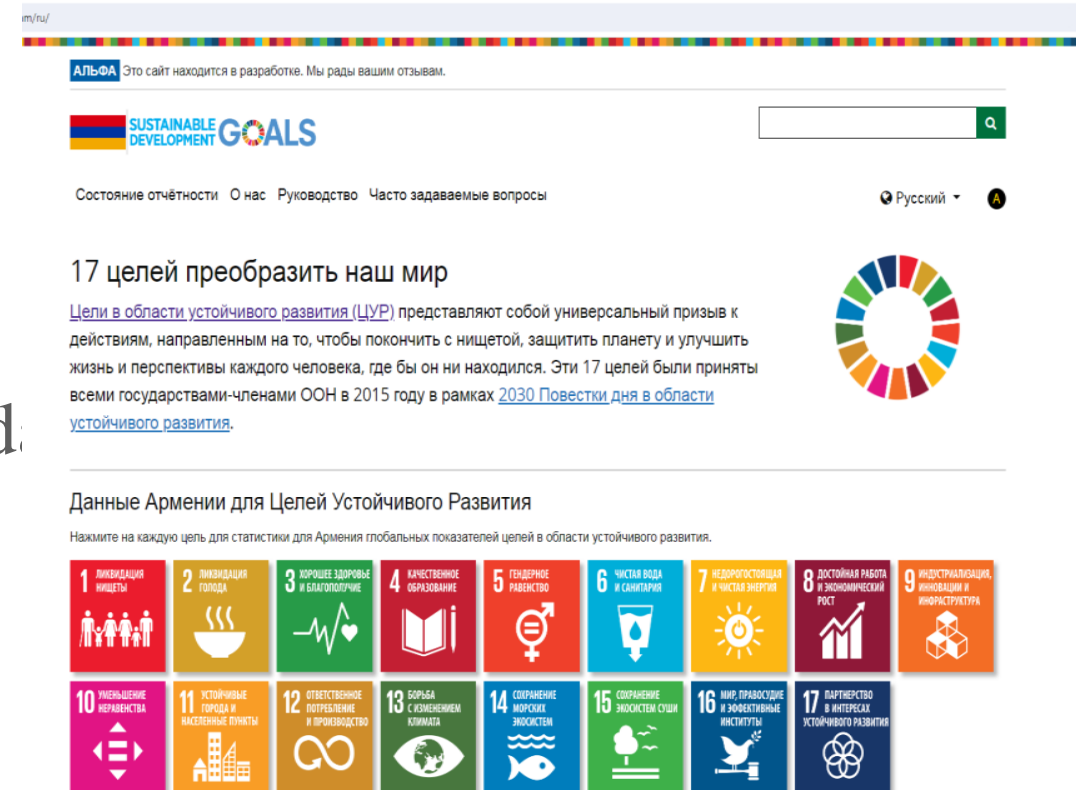 m/ru/
АЛЬФА Это сайт находится в разработке. Мы рады вашим отзывам.
SUSTAINABLE DEVELOPMENT GOALS
Состояние отчётности О нас Руководство Часто задаваемые вопросы Русский A
17 целей преобразить наш мир
Цели в области устойчивого развития (ЦУР) представляют собой универсальный призыв к
действиям, направленным на то, чтобы покончить с нищетой, защитить планету и улучшить
жизнь и перспективы каждого человека, где бы он ни находился. Эти 17 целей были приняты
всеми государствами-членами ООН в 2015 году в рамках 2030 Повестки дня в области
устойчивого развития.
Данные Армении для Целей Устойчивого Развития
Нажмите на каждую цель для статистики для Армения глобальных показателей целей в области устойчивого развития.
1 ЛИКВИДАЦИЯ НИЩЕТЫ
2 ЛИКВИДАЦИЯ ГОЛОДА
3 ХОРОШЕЕ ЗДОРОВЬЕ И БЛАГОПОЛУЧИЕ
4 КАЧЕСТВЕННОЕ ОБРАЗОВАНИЕ
5 ГЕНДЕРНОЕ РАВЕНСТВО
6 ЧИСТАЯ ВОДА И САНИТАРИЯ
7 НЕДОРОГОСТОЯЩАЯ И ЧИСТАЯ ЭНЕРГИЯ
8 ДОСТОЙНАЯ РАБОТА И ЭКОНОМИЧЕСКИЙ РОСТ
9 ИНДУСТРИАЛИЗАЦИЯ, ИННОВАЦИИ И ИНФРАСТРУКТУРА
10 УМЕНЬШЕНИЕ НЕРАВЕНСТВА
11 УСТОЙЧИВЫЕ ГОРОДА И НАСЕЛЕННЫЕ ПУНКТЫ
12 ОТВЕТСТВЕННОЕ ПОТРЕБЛЕНИЕ И ПРОИЗВОДСТВО
13 БОРЬБА С ИЗМЕНЕНИЕМ КЛИМАТА
14 СОХРАНЕНИЕ МОРСКИХ ЭКОСИСТЕМ
15 СОХРАНЕНИЕ ЭКОСИСТЕМ СУШИ
16 МИР, ПРАВОСУДИЕ И ЭФФЕКТИВНЫЕ ИНСТИТУТЫ
17 ПАРТНЕРСТВО В ИНТЕРЕСАХ УСТОЙЧИВОГО РАЗВИТИЯ